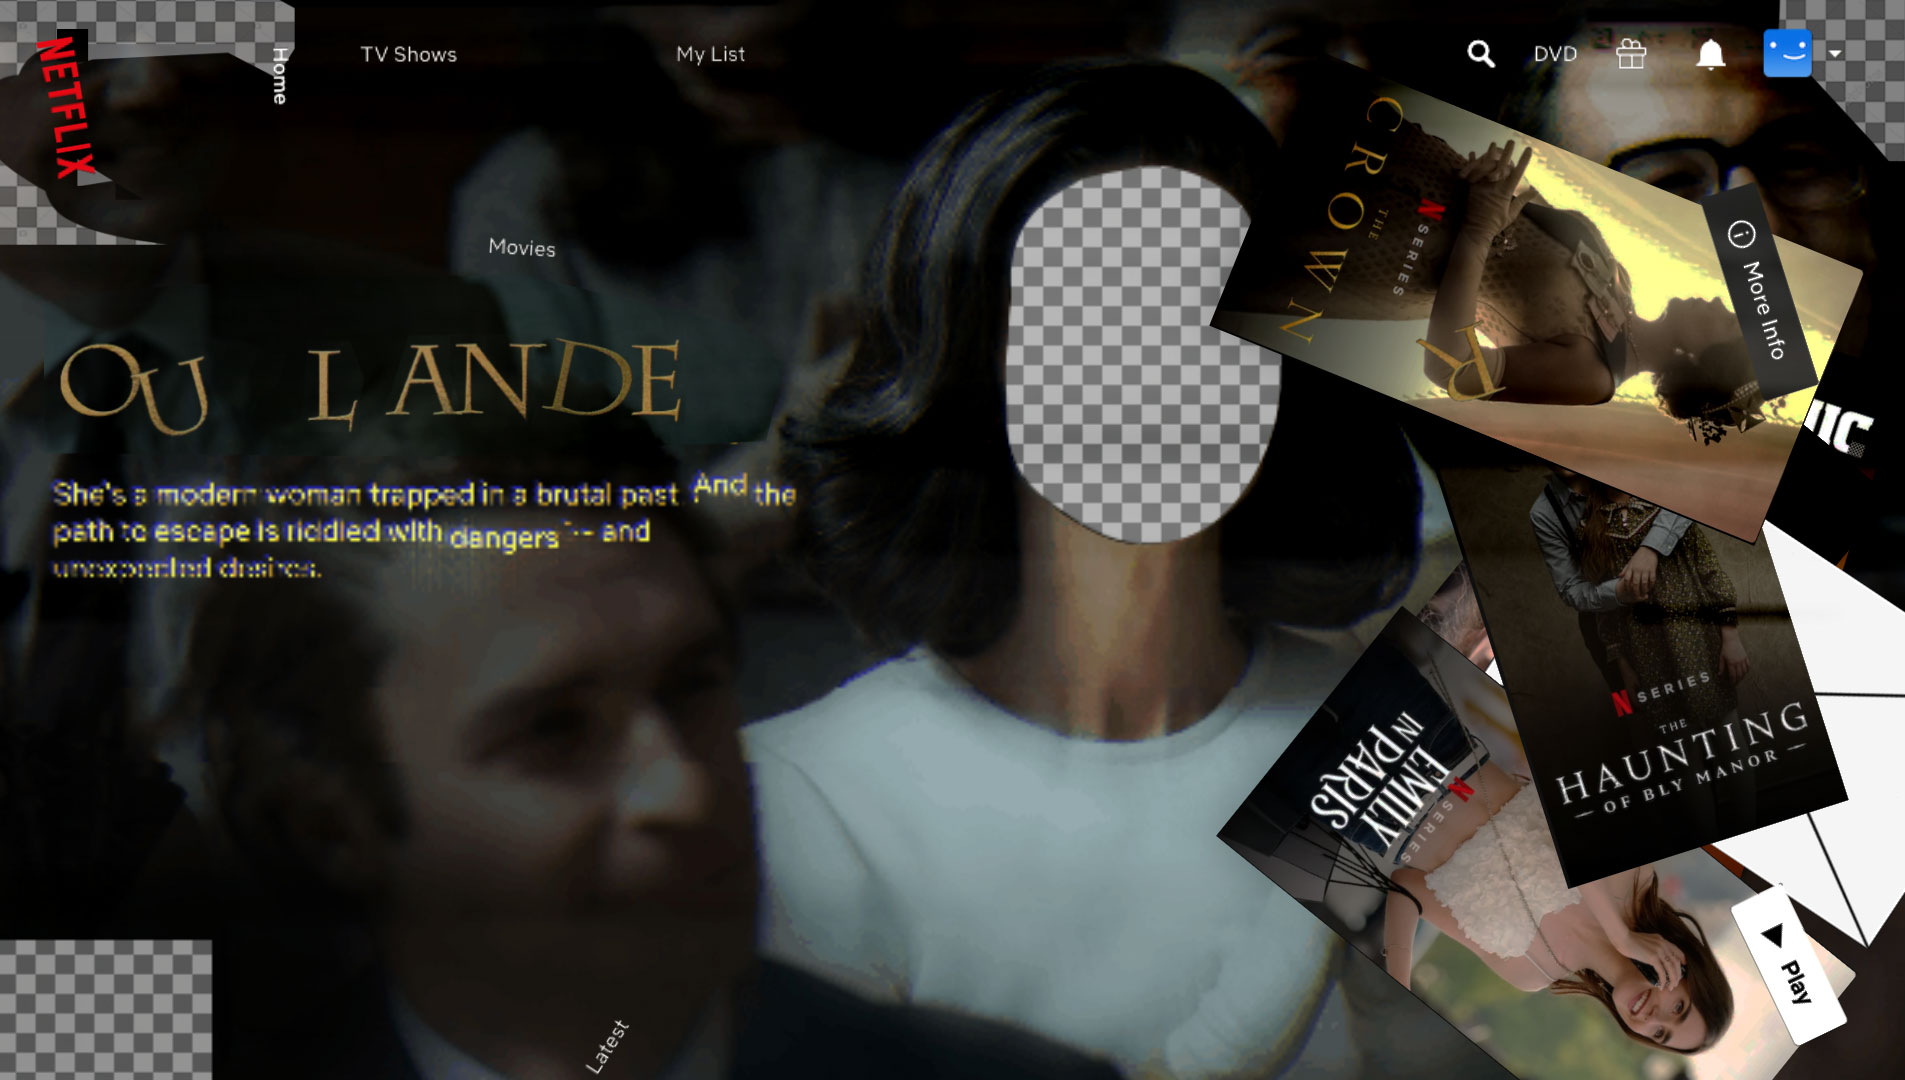 NETFLIX
Home
TV Shows
My List
DVD
Movies
OU L ANDE
R
She's a modern woman trapped in a brutal past. And the
path to escape is riddled with dangers -- and
unexpected desires.
Latest
N SERIES
THE
CROWN
More Info
N SERIES
THE
HAUNTING
OF BLY MANOR
N SERIES
EMILY
IN PARIS
Play